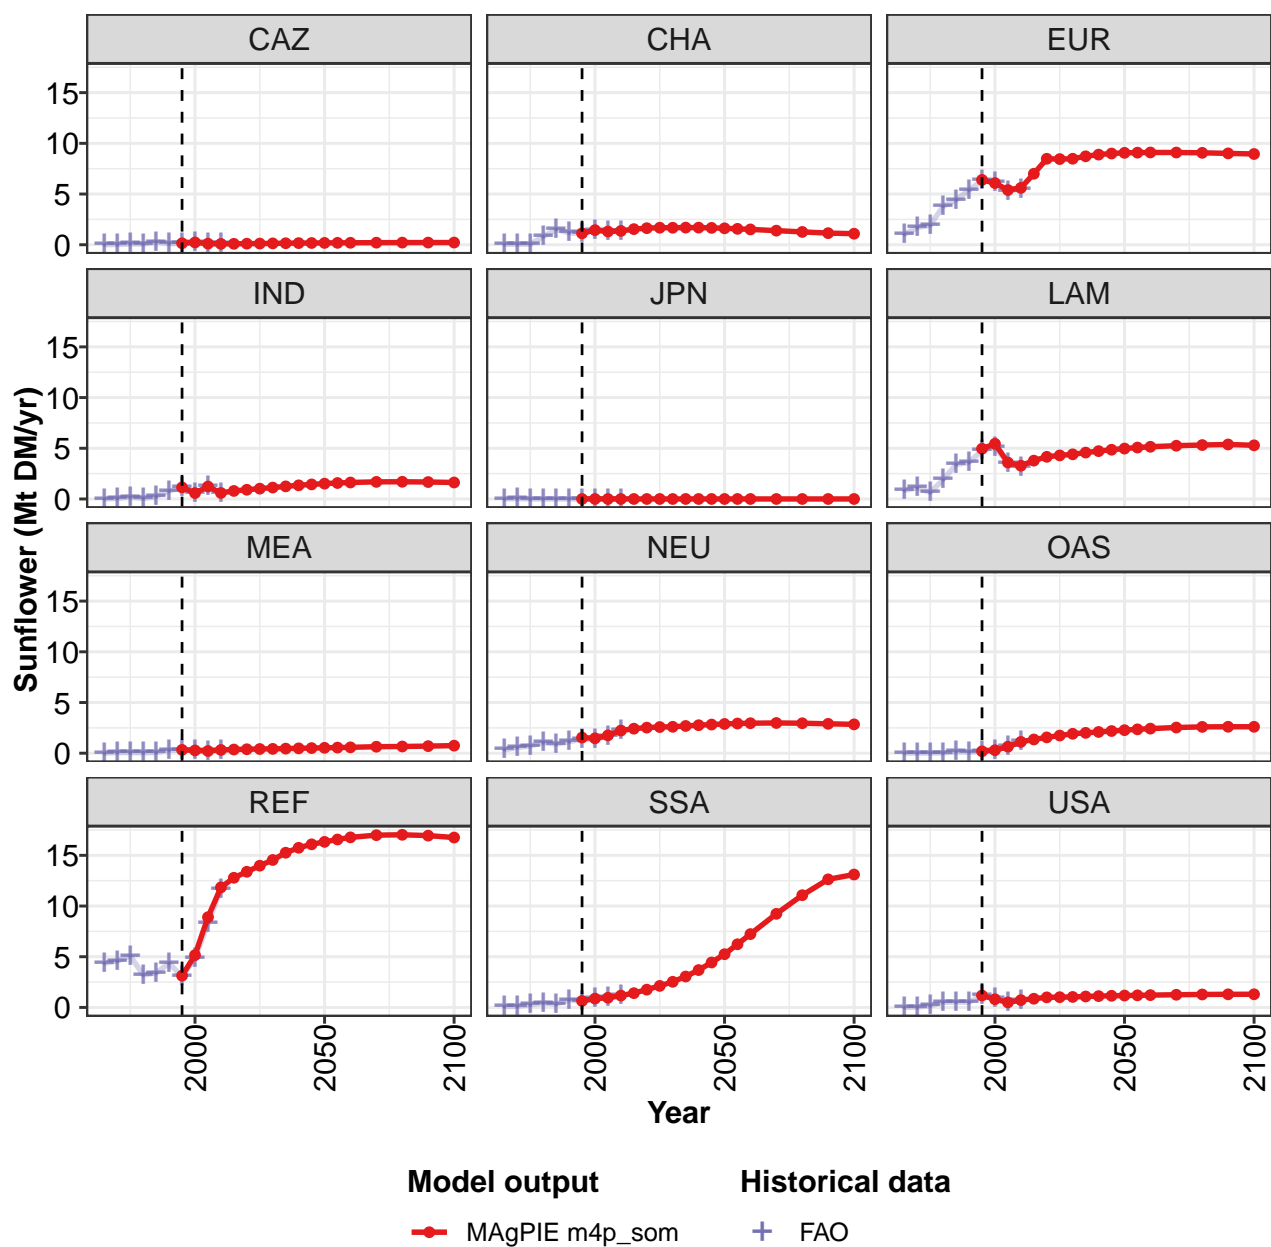 CAZ CHA EUR
15
10
5
0
IND JPN LAM
15
10
5
0
MEA NEU OAS
15
10
5
0
REF SSA USA
15
10
5
0
2000 2050 2100 2000 2050 2100 2000 2050 2100
Year
Sunflower (Mt DM/yr)
Model output Historical data
MAgPIE m4p_som FAO